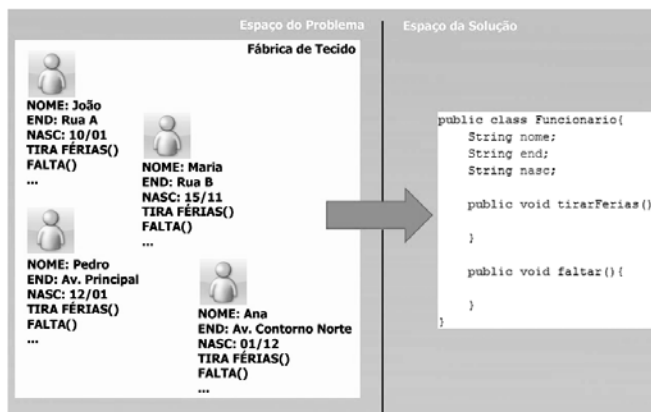 Espaço do Problema
Fábrica de Tecido
NOME: João
END: Rua A
NASC: 10/01
TIRA FÉRIAS()
FALTA()
...
NOME: Maria
END: Rua B
NASC: 15/11
TIRA FÉRIAS()
FALTA()
...
NOME: Pedro
END: Av. Principal
NASC: 12/01
TIRA FÉRIAS()
FALTA()
...
NOME: Ana
END: Av. Contorno Norte
NASC: 01/12
TIRA FÉRIAS()
FALTA()
...
Espaço da Solução
public class Funcionario{
String nome;
String end;
String nasc;
public void tirarFerias()
}
public void faltar(){
}
}